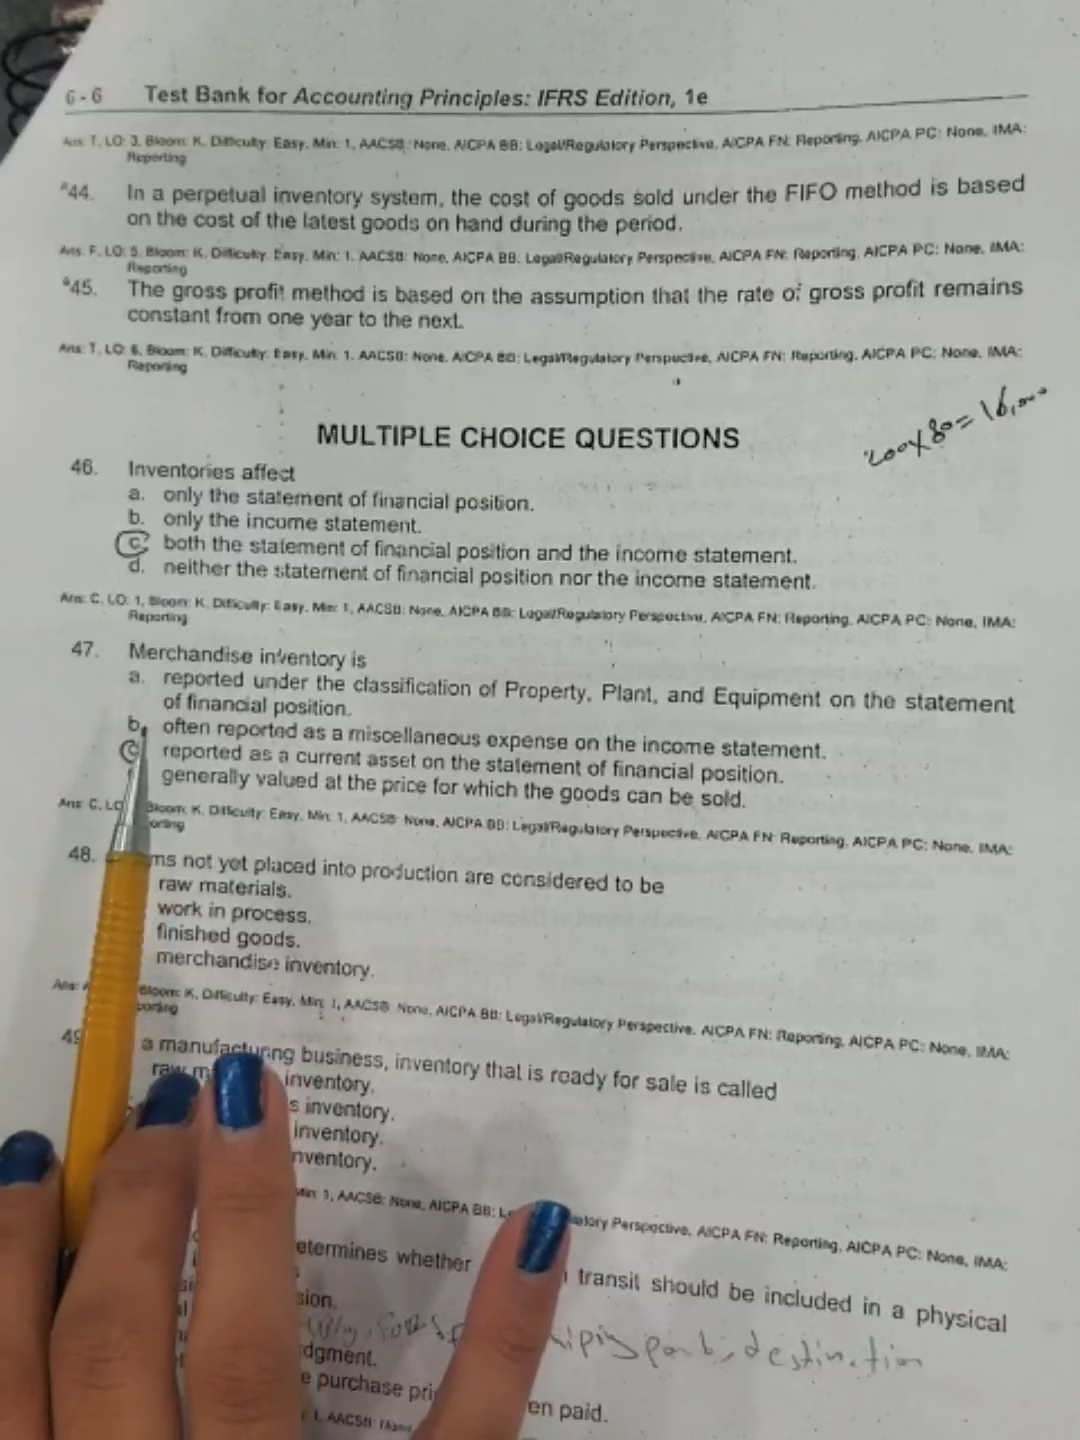 6 - 6 Test Bank for Accounting Principles: IFRS Edition, 1e
Ans: T, LO: 3, Bloom: K, Difficulty: Easy, Min: 1, AACSB: None, AICPA BB: Legal/Regulatory Perspective, AICPA FN: Reporting, AICPA PC: None, IMA:
Reporting
a44. In a perpetual inventory system, the cost of goods sold under the FIFO method is based
on the cost of the latest goods on hand during the period.
Ans: F, LO: 5, Bloom: K, Difficulty: Easy, Min: 1, AACSB: None, AICPA BB: Legal/Regulatory Perspective, AICPA FN: Reporting, AICPA PC: None, IMA:
Reporting
a45. The gross profit method is based on the assumption that the rate of gross profit remains
constant from one year to the next.
Ans: T, LO: 6, Bloom: K, Difficulty: Easy, Min: 1, AACSB: None, AICPA BB: Legal/Regulatory Perspective, AICPA FN: Reporting, AICPA PC: None, IMA:
Reporting
200x80=16,000
MULTIPLE CHOICE QUESTIONS
46. Inventories affect
a. only the statement of financial position.
b. only the income statement.
c. both the statement of financial position and the income statement.
d. neither the statement of financial position nor the income statement.
Ans: C, LO: 1, Bloom: K, Difficulty: Easy, Min: 1, AACSB: None, AICPA BB: Legal/Regulatory Perspective, AICPA FN: Reporting, AICPA PC: None, IMA:
Reporting
47. Merchandise inventory is
a. reported under the classification of Property, Plant, and Equipment on the statement
of financial position.
b. often reported as a miscellaneous expense on the income statement.
c reported as a current asset on the statement of financial position.
generally valued at the price for which the goods can be sold.
Ans: C, LO Bloom: K, Difficulty: Easy, Min: 1, AACSB: None, AICPA BB: Legal/Regulatory Perspective, AICPA FN: Reporting, AICPA PC: None, IMA:
orting
48. ms not yet placed into production are considered to be
raw materials.
work in process.
finished goods.
merchandise inventory.
Ans: A Bloom: K, Difficulty: Easy, Min: 1, AACSB: None, AICPA BB: Legal/Regulatory Perspective, AICPA FN: Reporting, AICPA PC: None, IMA:
porting
49 a manufacturing business, inventory that is ready for sale is called
raw m inventory.
s inventory.
inventory.
nventory.
Min: 1, AACSB: None, AICPA BB: Le ulatory Perspective, AICPA FN: Reporting, AICPA PC: None, IMA:
etermines whether transit should be included in a physical
sion.
hiping point, destination
dgment.
e purchase pri en paid.
1, AACSB: None